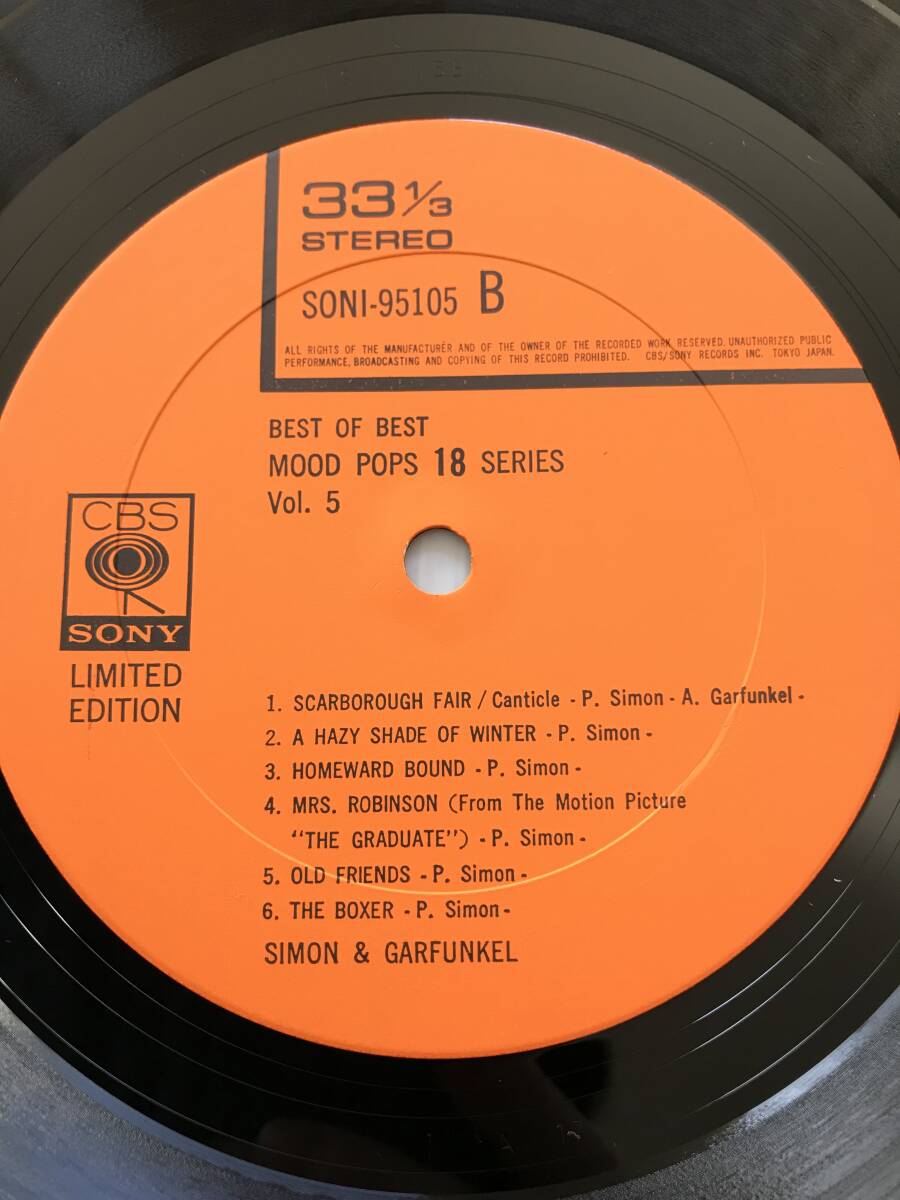 33 1/3
STEREO
SONI-95105 B
ALL RIGHTS OF THE MANUFACTURER AND OF THE OWNER OF THE RECORDED WORK RESERVED. UNAUTHORIZED PUBLIC
PERFORMANCE, BROADCASTING AND COPYING OF THIS RECORD PROHIBITED. CBS/SONY RECORDS INC. TOKYO JAPAN.
BEST OF BEST
MOOD POPS 18 SERIES
Vol. 5
CBS
SONY
LIMITED
EDITION
1. SCARBOROUGH FAIR / Canticle - P. Simon - A. Garfunkel -
2. A HAZY SHADE OF WINTER - P. Simon -
3. HOMEWARD BOUND - P. Simon -
4. MRS. ROBINSON (From The Motion Picture
"THE GRADUATE") - P. Simon -
5. OLD FRIENDS - P. Simon -
6. THE BOXER - P. Simon -
SIMON & GARFUNKEL